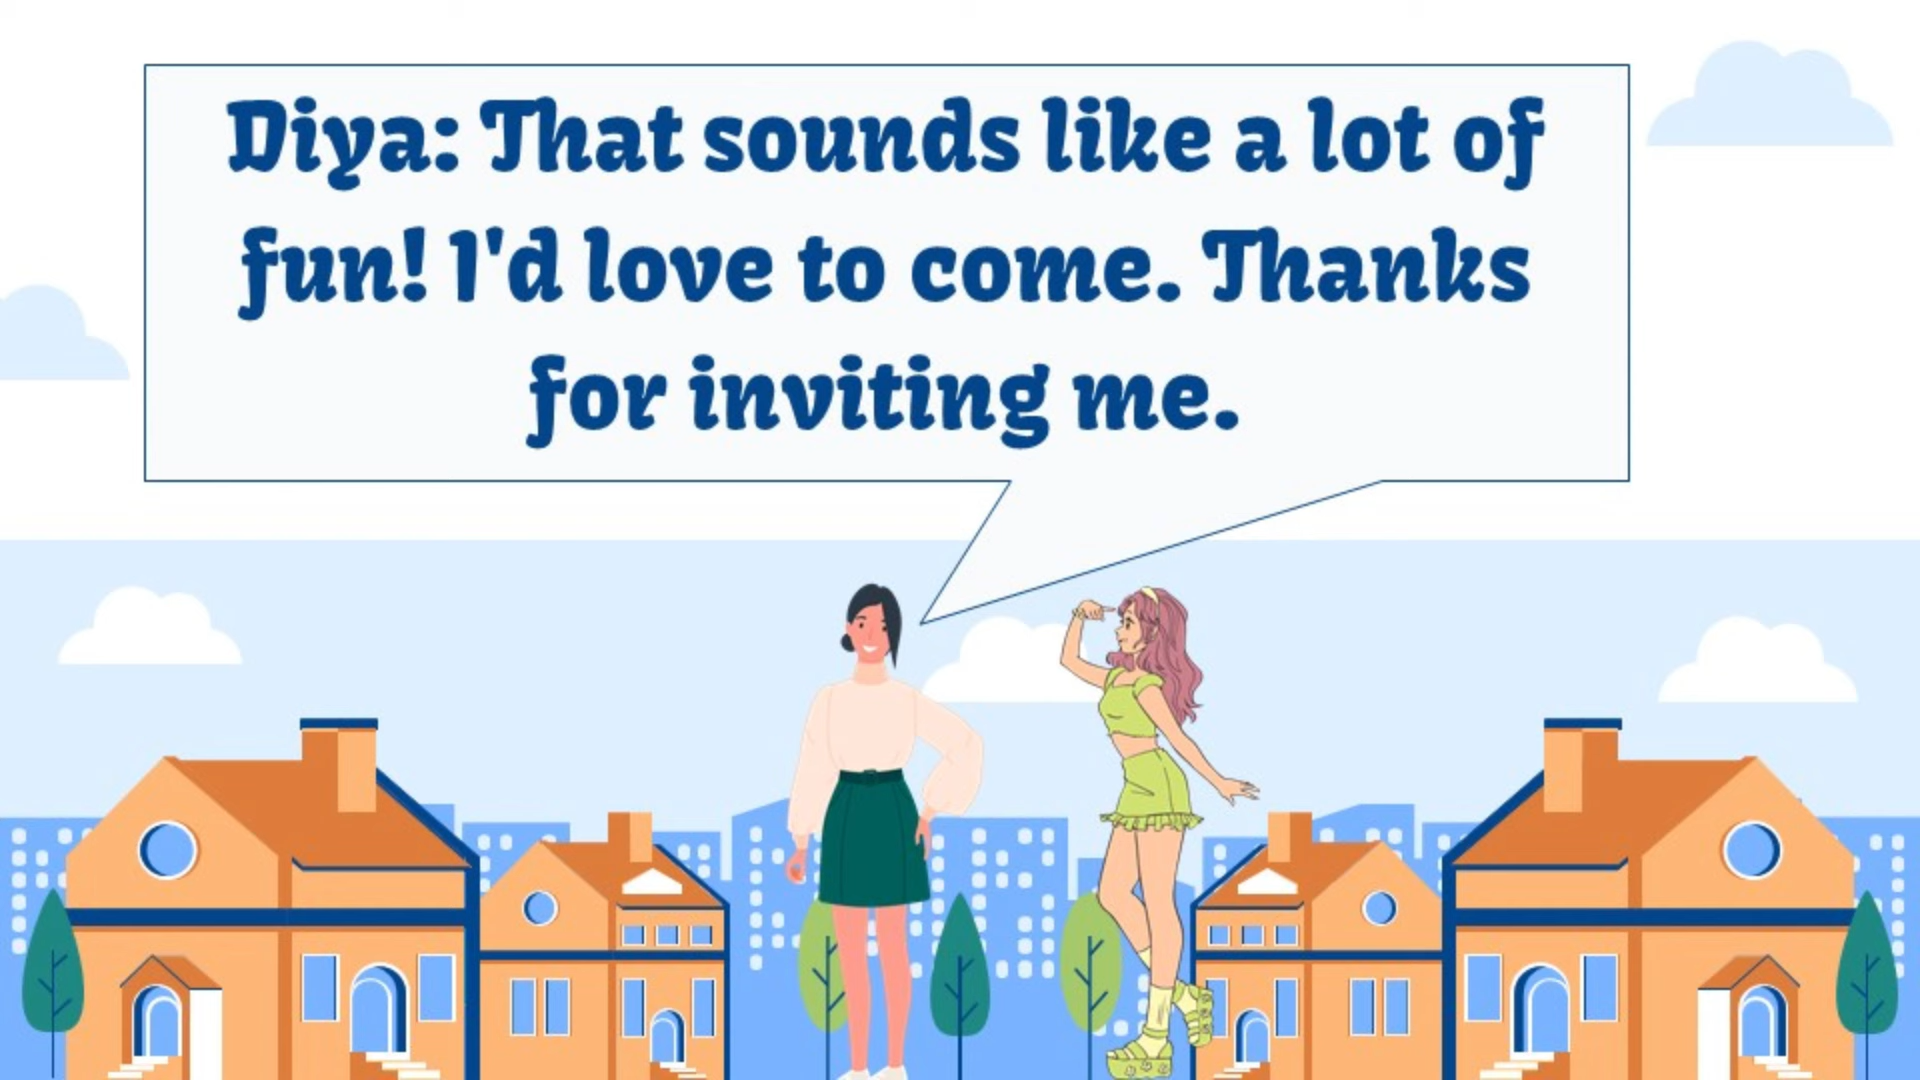 Diya: That sounds like a lot of
fun! I'd love to come. Thanks
for inviting me.